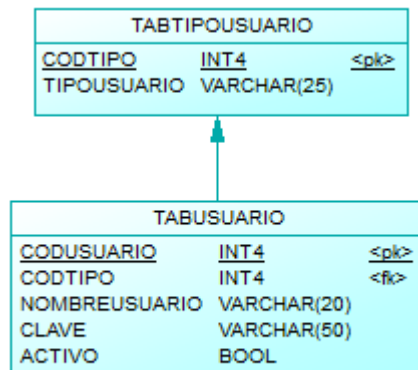 TABTIPOUSUARIO
CODTIPO INT4 <pk>
TIPOUSUARIO VARCHAR(25)
TABUSUARIO
CODUSUARIO INT4 <pk>
CODTIPO INT4 <fk>
NOMBREUSUARIO VARCHAR(20)
CLAVE VARCHAR(50)
ACTIVO BOOL